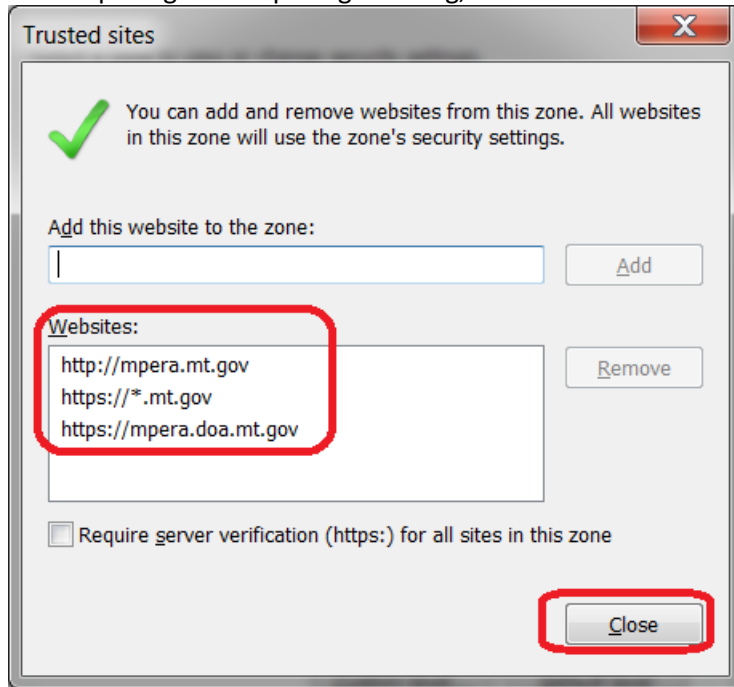 Trusted sites
You can add and remove websites from this zone. All websites
in this zone will use the zone's security settings.
Add this website to the zone:
Add
Websites:
http://mpera.mt.gov
https://*.mt.gov
https://mpera.doa.mt.gov
Remove
Require server verification (https:) for all sites in this zone
Close